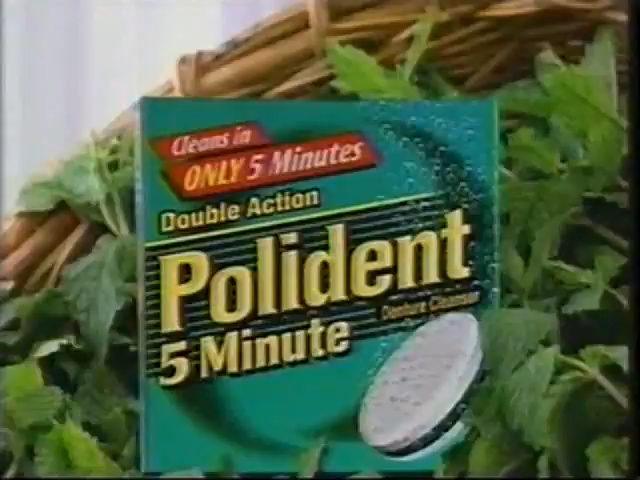 Cleans in
ONLY 5 Minutes
Double Action
Polident
Denture Cleanser
5 Minute